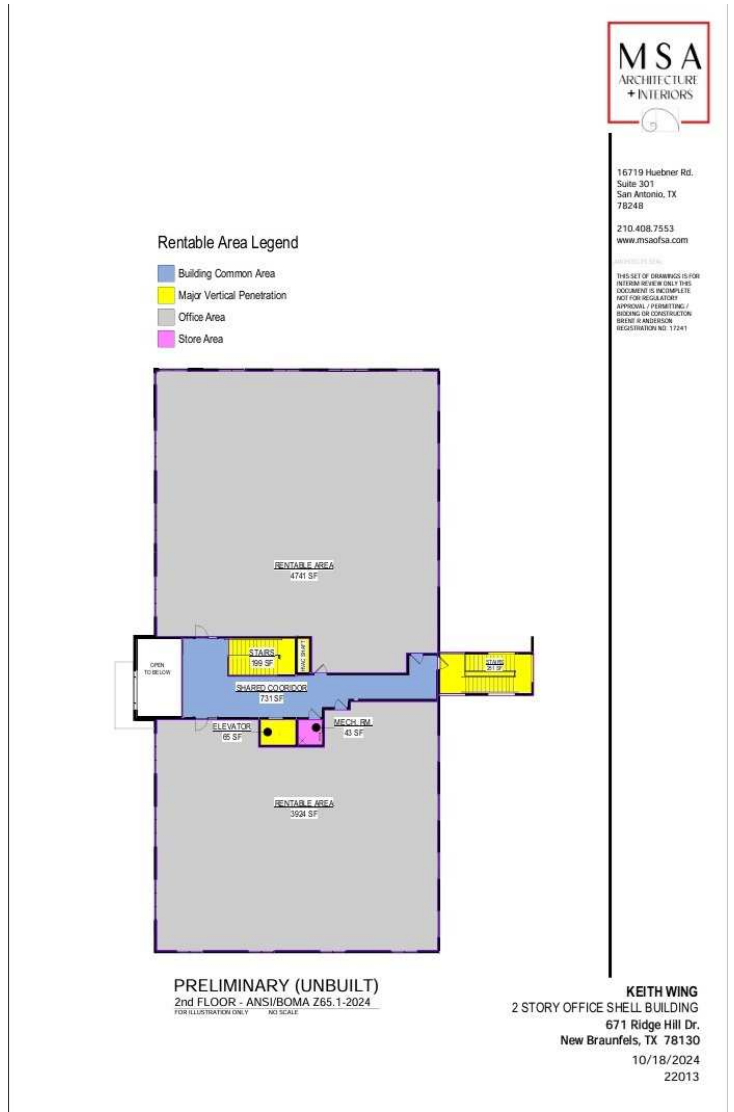 MSA
ARCHITECTURE
+ INTERIORS
16719 Huebner Rd.
Suite 301
San Antonio, TX
78248
210.408.7553
www.msaofsa.com
ARCHITECT'S SEAL:
THIS SET OF DRAWINGS IS FOR
INTERIM REVIEW ONLY THIS
DOCUMENT IS INCOMPLETE
NOT FOR REGULATORY
APPROVAL / PERMITTING /
BIDDING OR CONSTRUCTON
BRENT R ANDERSON
REGISTRATION NO. 17241
Rentable Area Legend
Building Common Area
Major Vertical Penetration
Office Area
Store Area
RENTABLE AREA
4741 SF
OPEN
TO BELOW
STAIRS
199 SF
HVAC SHAFT
STAIRS
SF
SHARED COORIDOR
731 SF
ELEVATOR
65 SF
MECH. RM.
43 SF
RENTABLE AREA
3924 SF
PRELIMINARY (UNBUILT)
2nd FLOOR - ANSI/BOMA Z65.1-2024
FOR ILLUSTRATION ONLY NO SCALE
KEITH WING
2 STORY OFFICE SHELL BUILDING
671 Ridge Hill Dr.
New Braunfels, TX 78130
10/18/2024
22013